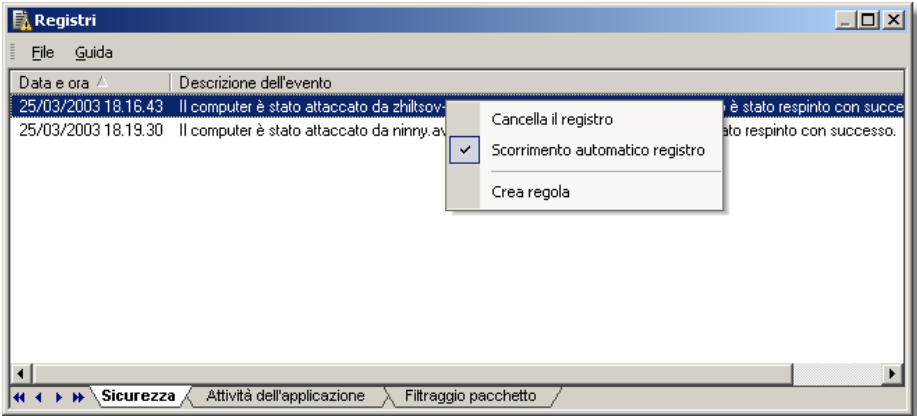 Registri
File Guida
Data e ora Descrizione dell'evento
25/03/2003 18.16.43 Il computer è stato attaccato da zhiltsov- è stato respinto con succe
25/03/2003 18.19.30 Il computer è stato attaccato da ninny.av ato respinto con successo.
Cancella il registro
Scorrimento automatico registro
Crea regola
Sicurezza Attività dell'applicazione Filtraggio pacchetto